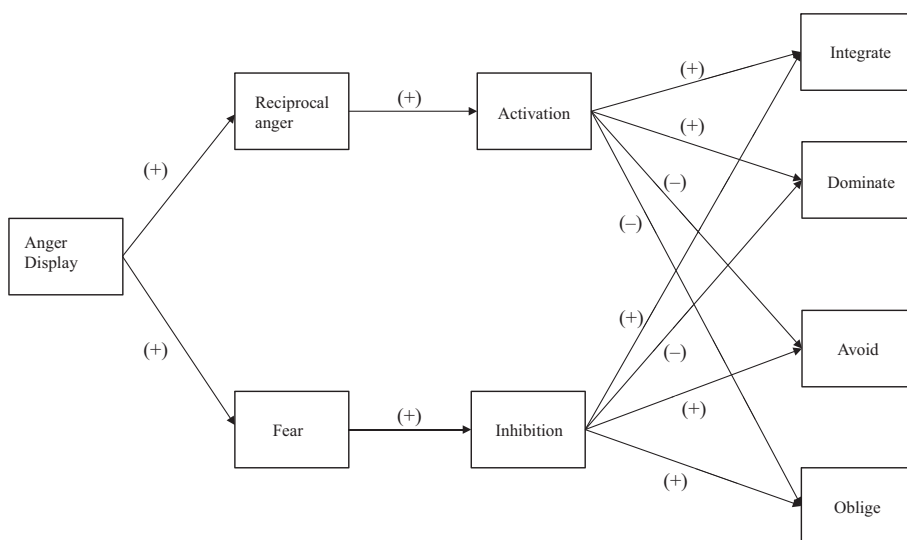 Integrate
(+)
Reciprocal
anger
(+)
Activation
(+)
(+)
(–)
Dominate
(–)
Anger
Display
(+)
(+)
(–)
Avoid
(+)
Fear
(+)
Inhibition
(+)
Oblige